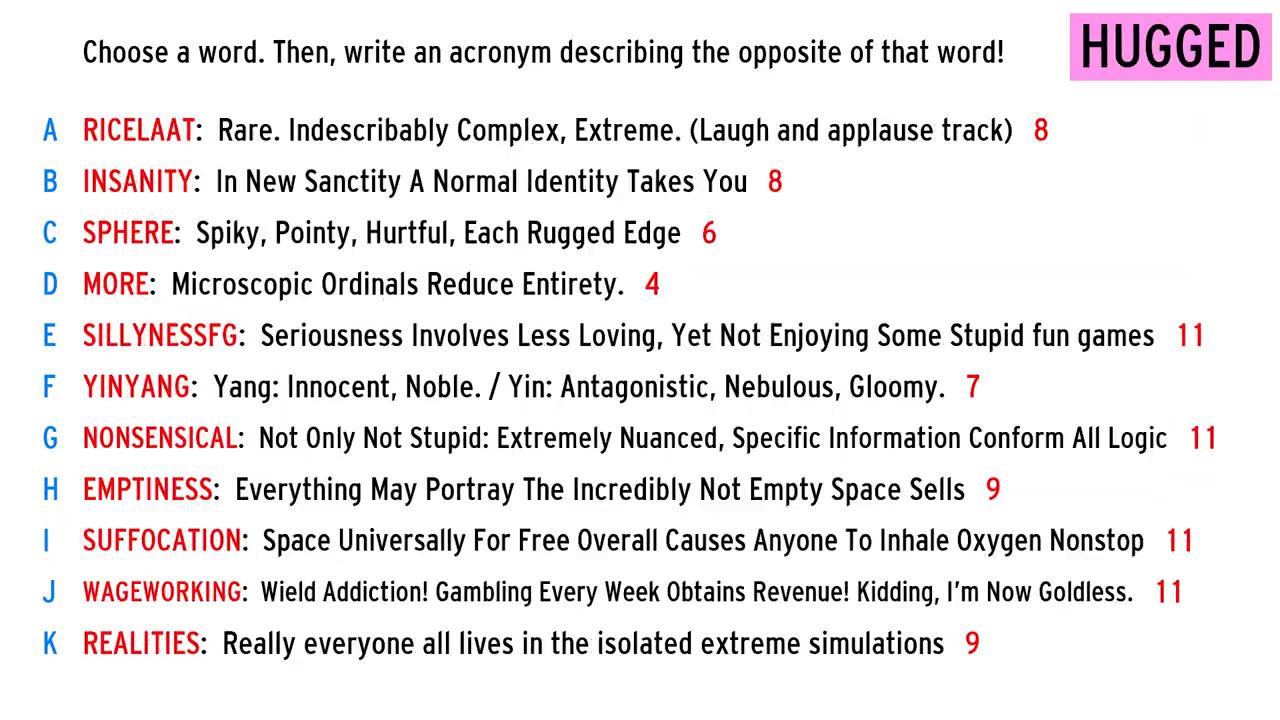 Choose a word. Then, write an acronym describing the opposite of that word!
HUGGED
A RICELAAT: Rare. Indescribably Complex, Extreme. (Laugh and applause track) 8
B INSANITY: In New Sanctity A Normal Identity Takes You 8
C SPHERE: Spiky, Pointy, Hurtful, Each Rugged Edge 6
D MORE: Microscopic Ordinals Reduce Entirety. 4
E SILLYNESSFG: Seriousness Involves Less Loving, Yet Not Enjoying Some Stupid fun games 11
F YINYANG: Yang: Innocent, Noble. / Yin: Antagonistic, Nebulous, Gloomy. 7
G NONSENSICAL: Not Only Not Stupid: Extremely Nuanced, Specific Information Conform All Logic 11
H EMPTINESS: Everything May Portray The Incredibly Not Empty Space Sells 9
I SUFFOCATION: Space Universally For Free Overall Causes Anyone To Inhale Oxygen Nonstop 11
J WAGEWORKING: Wield Addiction! Gambling Every Week Obtains Revenue! Kidding, I'm Now Goldless. 11
K REALITIES: Really everyone all lives in the isolated extreme simulations 9